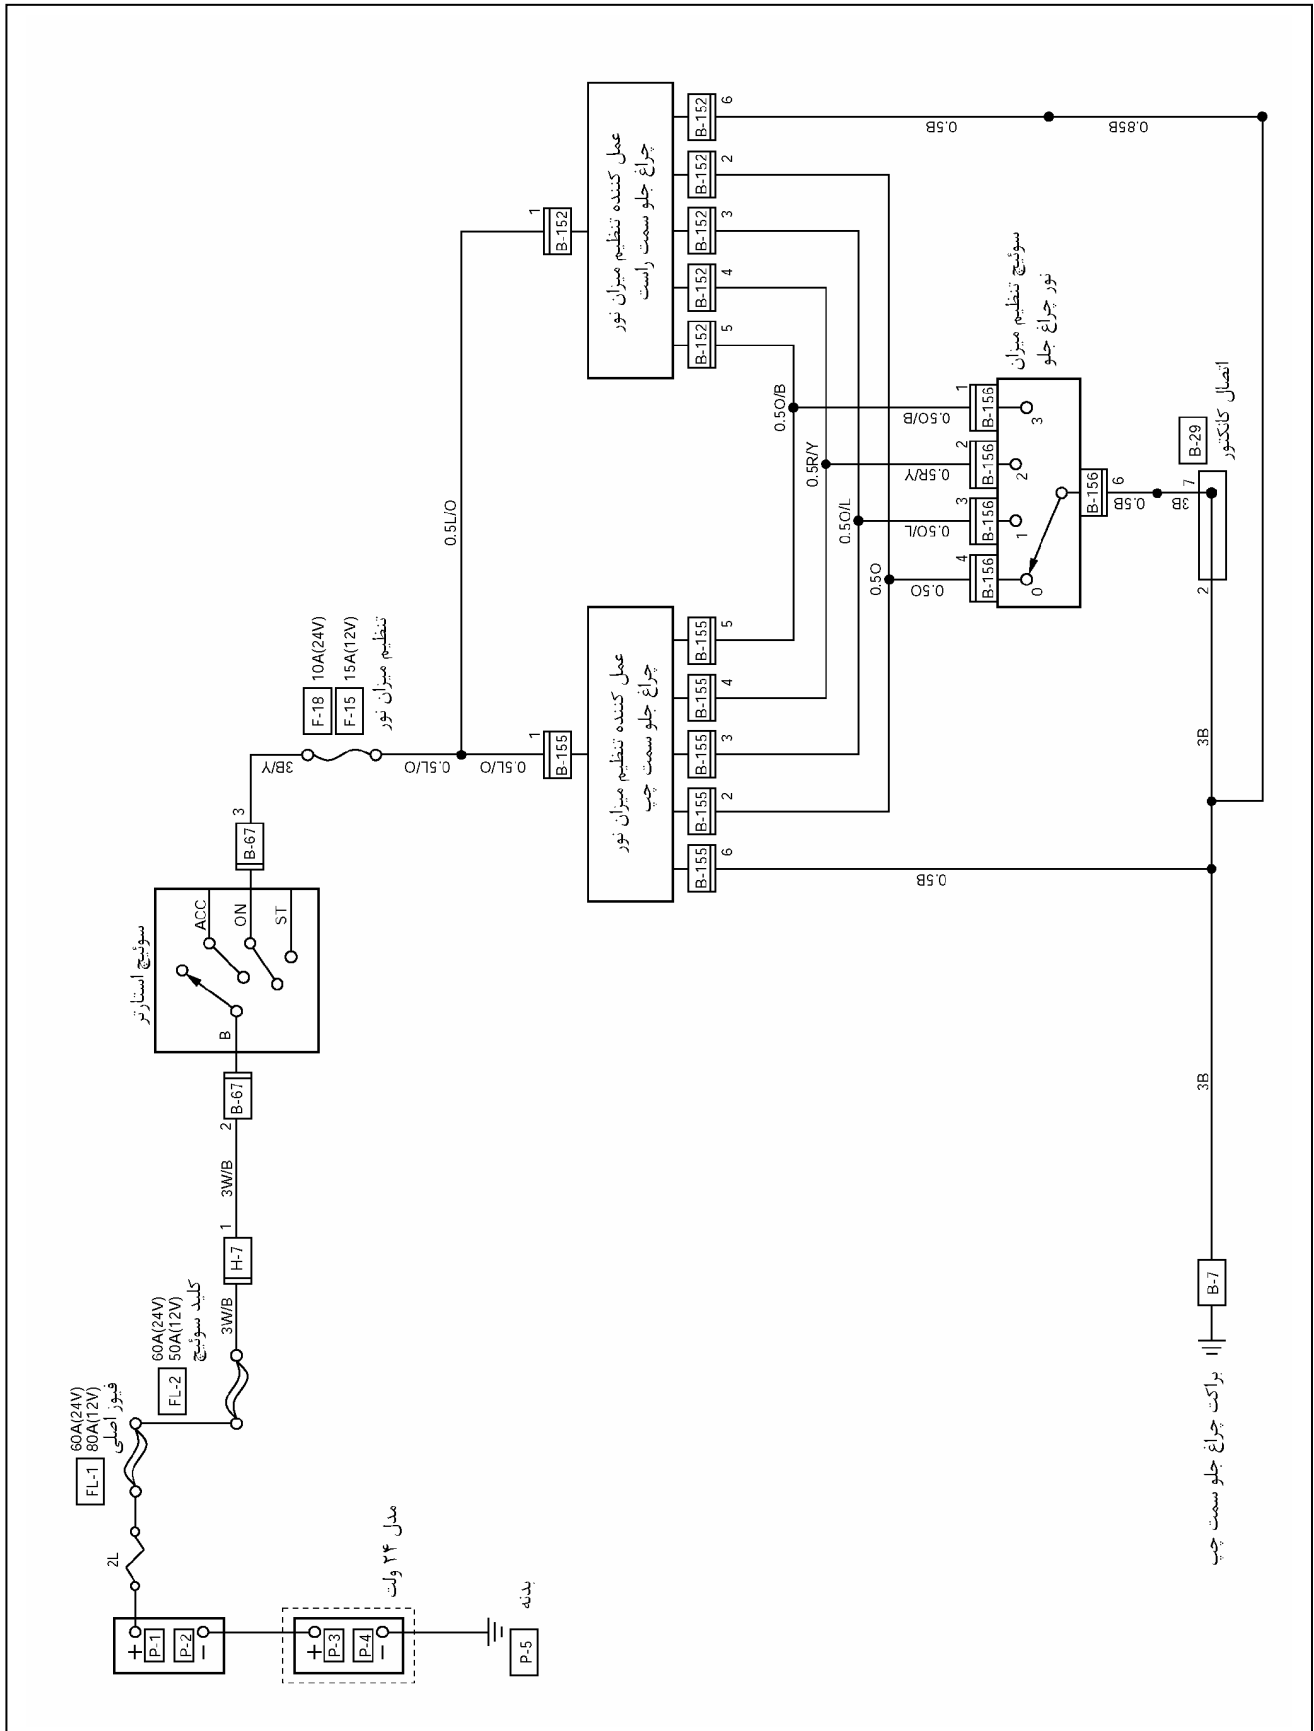 60A(24V)
80A(12V)
فیوز اصلی
FL-1
2L
+
P-1
P-2
−
60A(24V)
50A(12V)
کلید سوئیچ
FL-2
مدل ۲۴ ولت
+
P-3
P-4
−
بدنه
P-5
3W/B
1
H-7
3W/B
2
B-67
سوئیچ استارتر
B
ACC
ON
ST
B-67
3
3B/Y
F-18
10A(24V)
F-15
15A(12V)
تنظیم میزان نور
0.5L/O
0.5L/O
0.5L/O
1
B-155
عمل کننده تنظیم میزان نور
چراغ جلو سمت چپ
B-155
6
B-155
2
B-155
3
B-155
4
B-155
5
1
B-152
عمل کننده تنظیم میزان نور
چراغ جلو سمت راست
B-152
5
B-152
4
B-152
3
B-152
2
B-152
6
0.5B
0.85B
0.5B
0.5O/B
0.5R/Y
0.5O/L
0.5O
0.5O/B
0.5R/Y
0.5O/L
0.5O
4
B-156
3
B-156
2
B-156
1
B-156
سوئیچ تنظیم میزان
نور چراغ جلو
0
1
2
3
B-156
6
0.5B
3B
7
B-29
اتصال کانکتور
2
3B
3B
B-7
براکت چراغ جلو سمت چپ